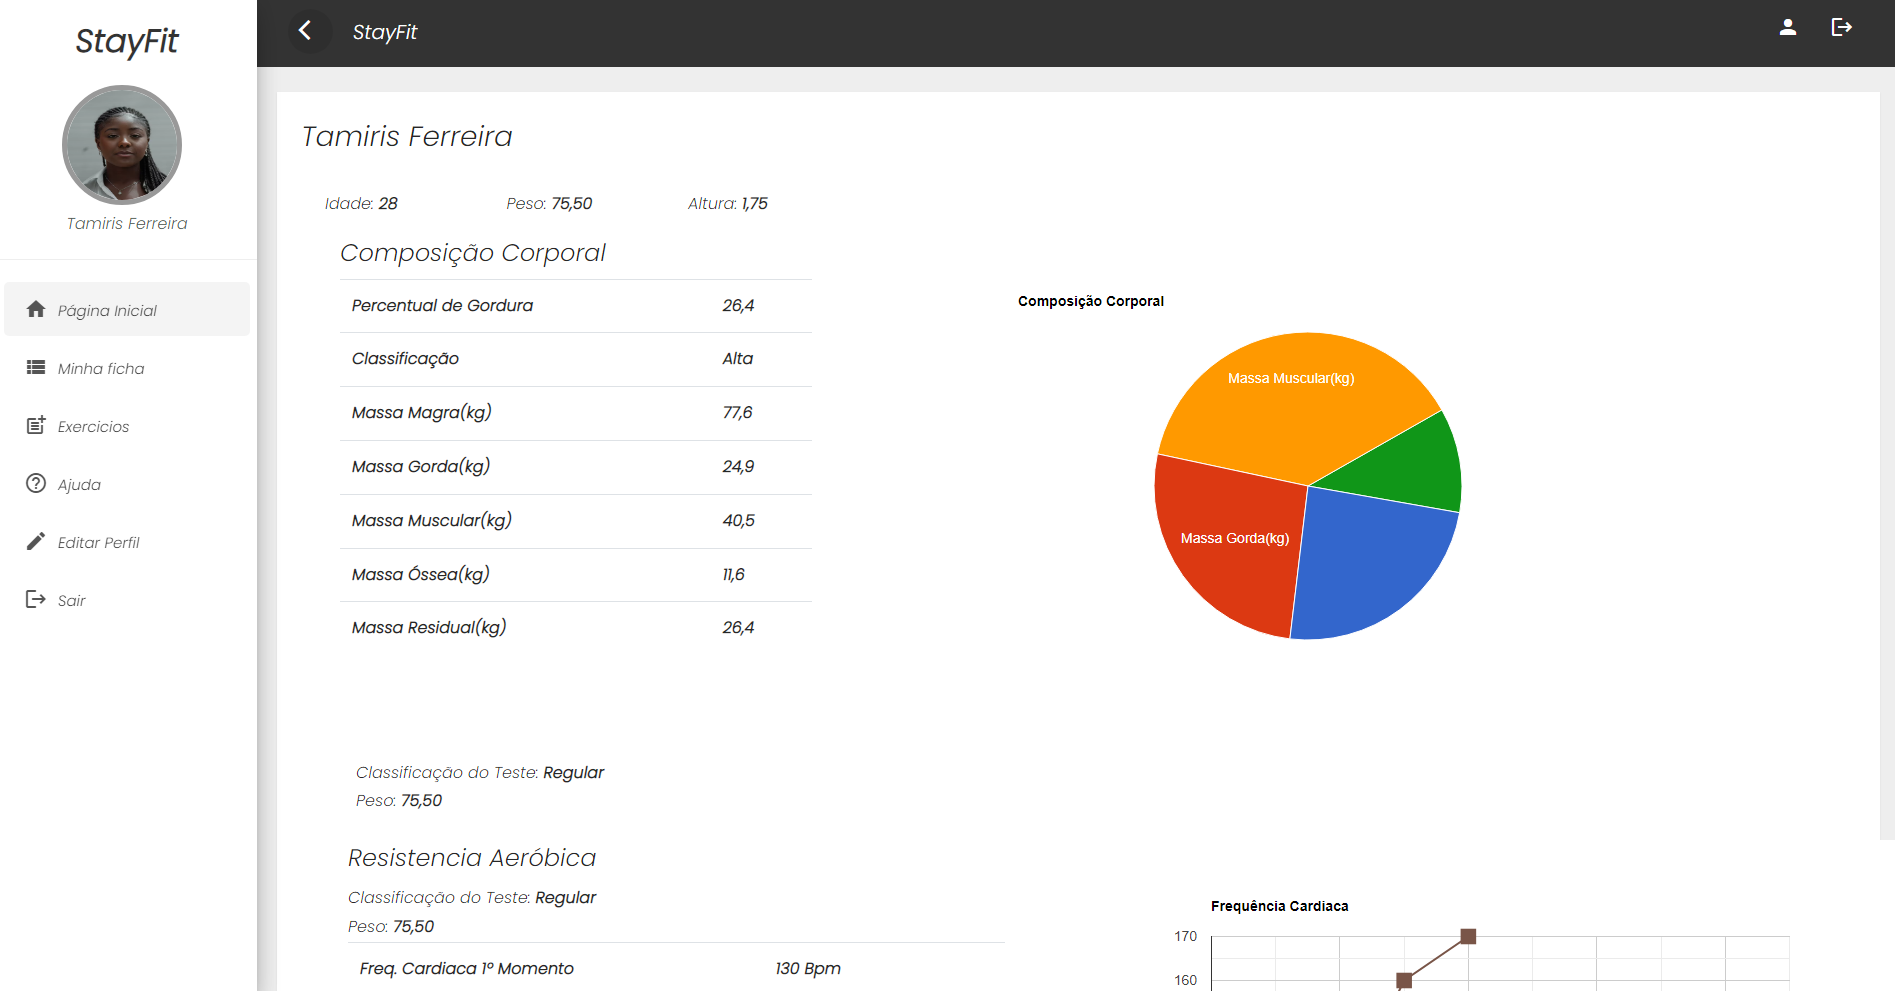 StayFit
Tamiris Ferreira
Página Inicial
Minha ficha
Exercicios
Ajuda
Editar Perfil
Sair
StayFit
Tamiris Ferreira
Idade: 28 Peso: 75,50 Altura: 1,75
Composição Corporal
Percentual de Gordura 26,4
Classificação Alta
Massa Magra(kg) 77,6
Massa Gorda(kg) 24,9
Massa Muscular(kg) 40,5
Massa Óssea(kg) 11,6
Massa Residual(kg) 26,4
Composição Corporal
Massa Muscular(kg)
Massa Gorda(kg)
Classificação do Teste: Regular
Peso: 75,50
Resistencia Aeróbica
Classificação do Teste: Regular
Peso: 75,50
Freq. Cardiaca 1º Momento 130 Bpm
Frequência Cardiaca
170
160